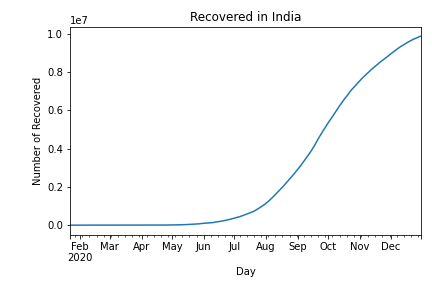 Recovered in India
1e7
1.0
0.8
0.6
0.4
0.2
0.0
Number of Recovered
Feb Mar Apr May Jun Jul Aug Sep Oct Nov Dec
2020
Day